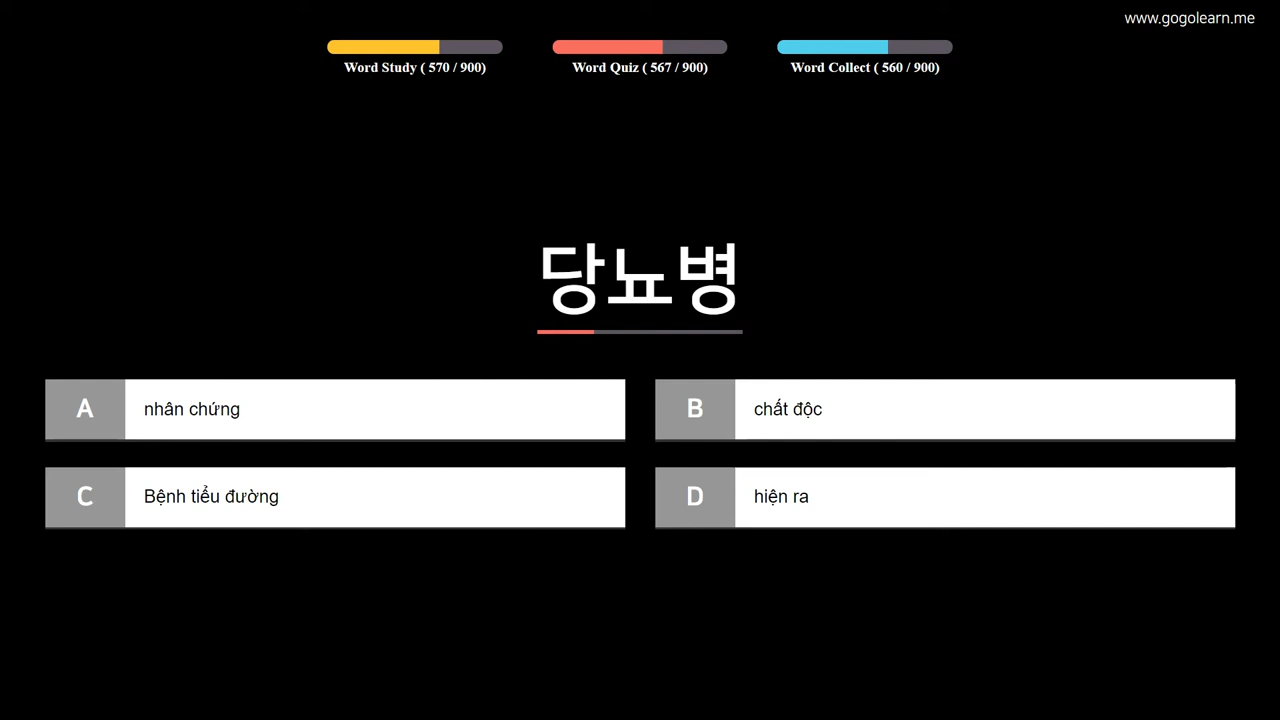 www.gogolearn.me
Word Study ( 570 / 900)
Word Quiz ( 567 / 900)
Word Collect ( 560 / 900)
당뇨병
A nhân chứng
B chất độc
C Bệnh tiểu đường
D hiện ra